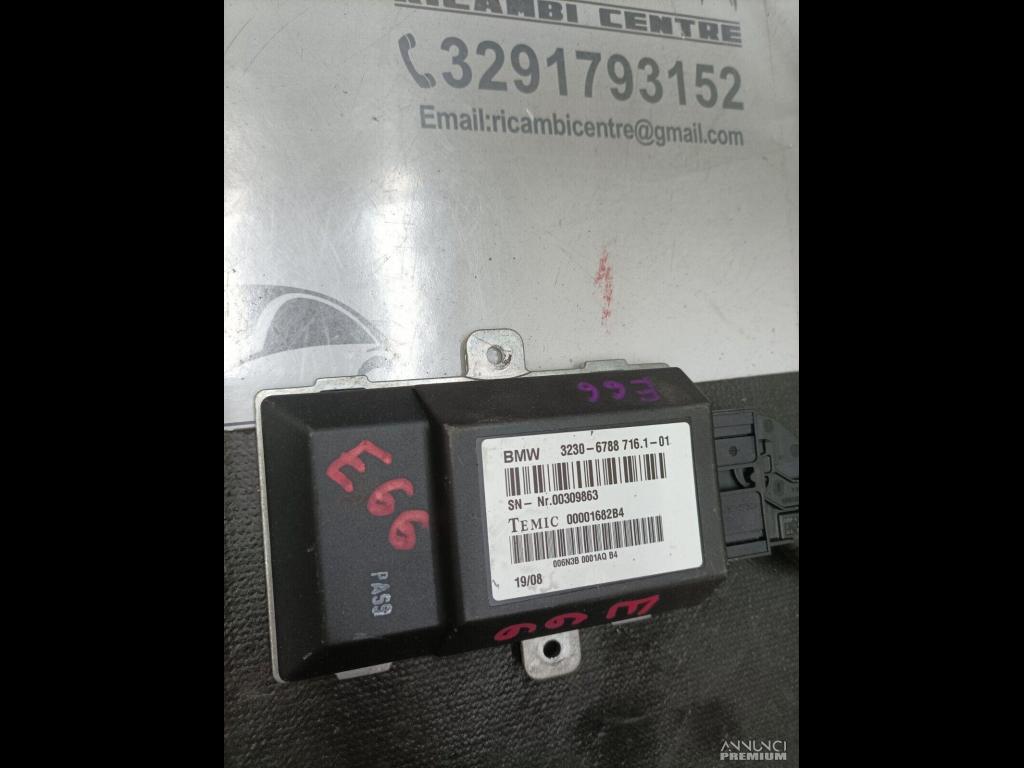 RICAMBI CENTRE
3291793152
Email:ricambicentre@gmail.com
E66
BMW 3230-6788 716.1-01
SN- Nr.00309863
TEMIC 00001682B4
006N3B 0001AQ B4
19/08
E66
PASS
E66
ANNUNCI
PREMIUM